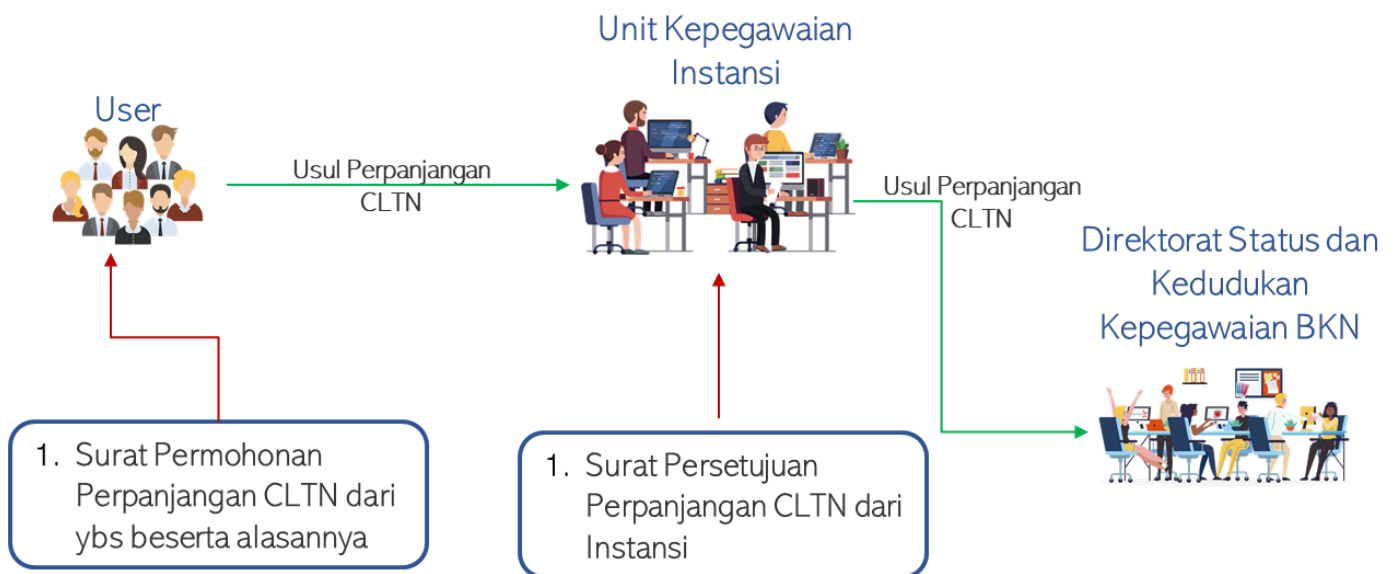 Unit Kepegawaian
Instansi
User
Usul Perpanjangan
CLTN
Usul Perpanjangan
CLTN
Direktorat Status dan
Kedudukan
Kepegawaian BKN
1. Surat Permohonan
Perpanjangan CLTN dari
ybs beserta alasannya
1. Surat Persetujuan
Perpanjangan CLTN dari
Instansi